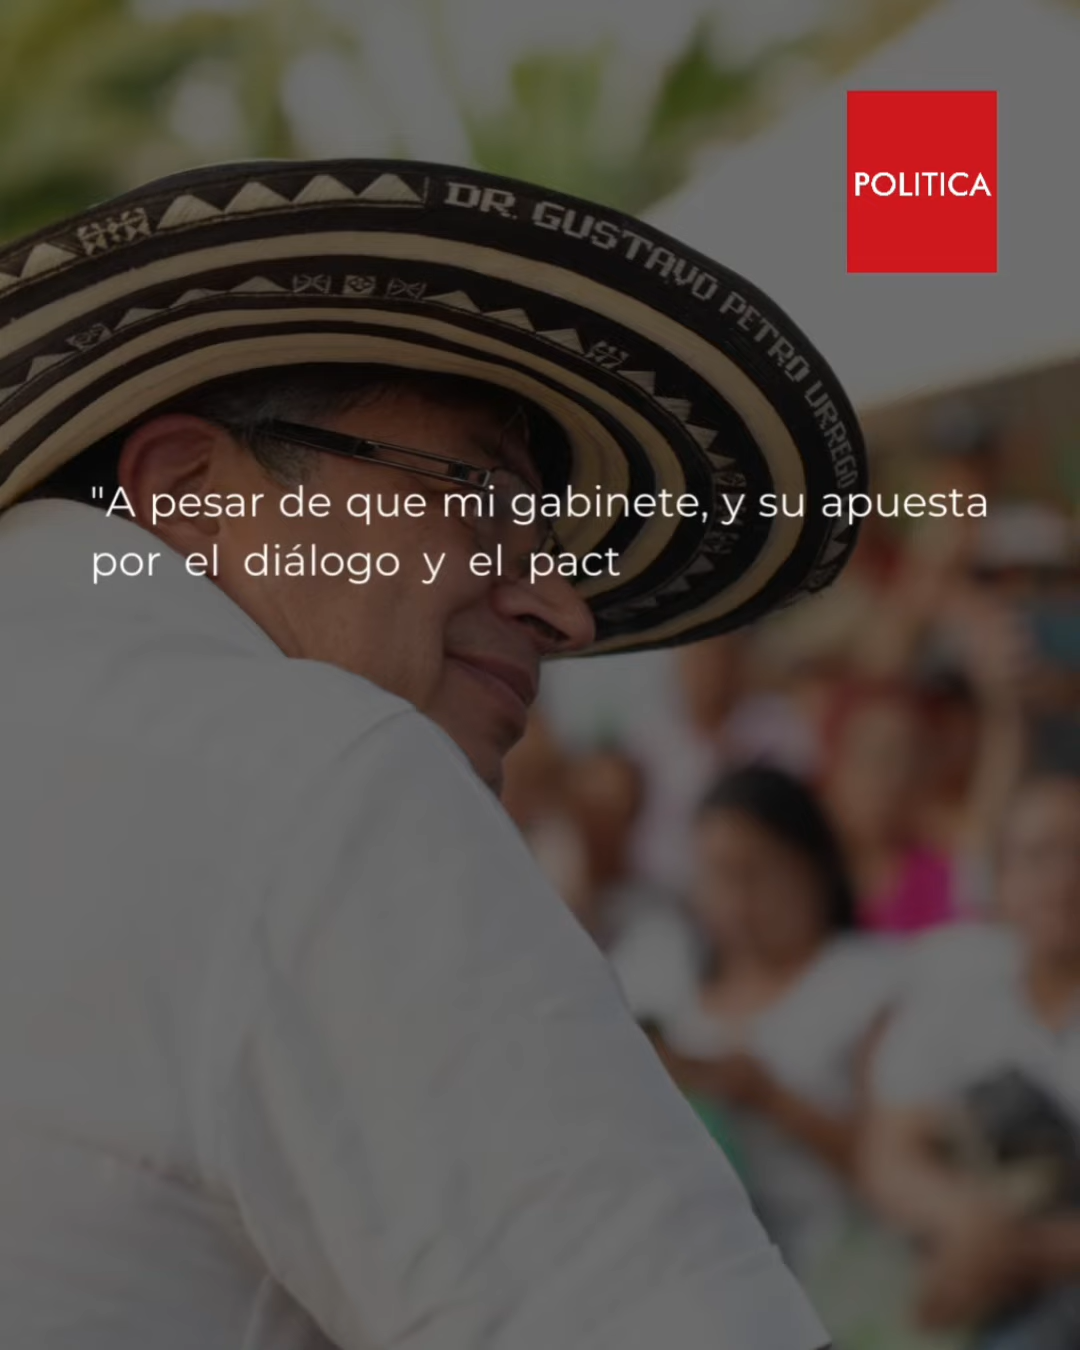 POLITICA
DR. GUSTAVO PETRO URREGO
"A pesar de que mi gabinete, y su apuesta
por el diálogo y el pact